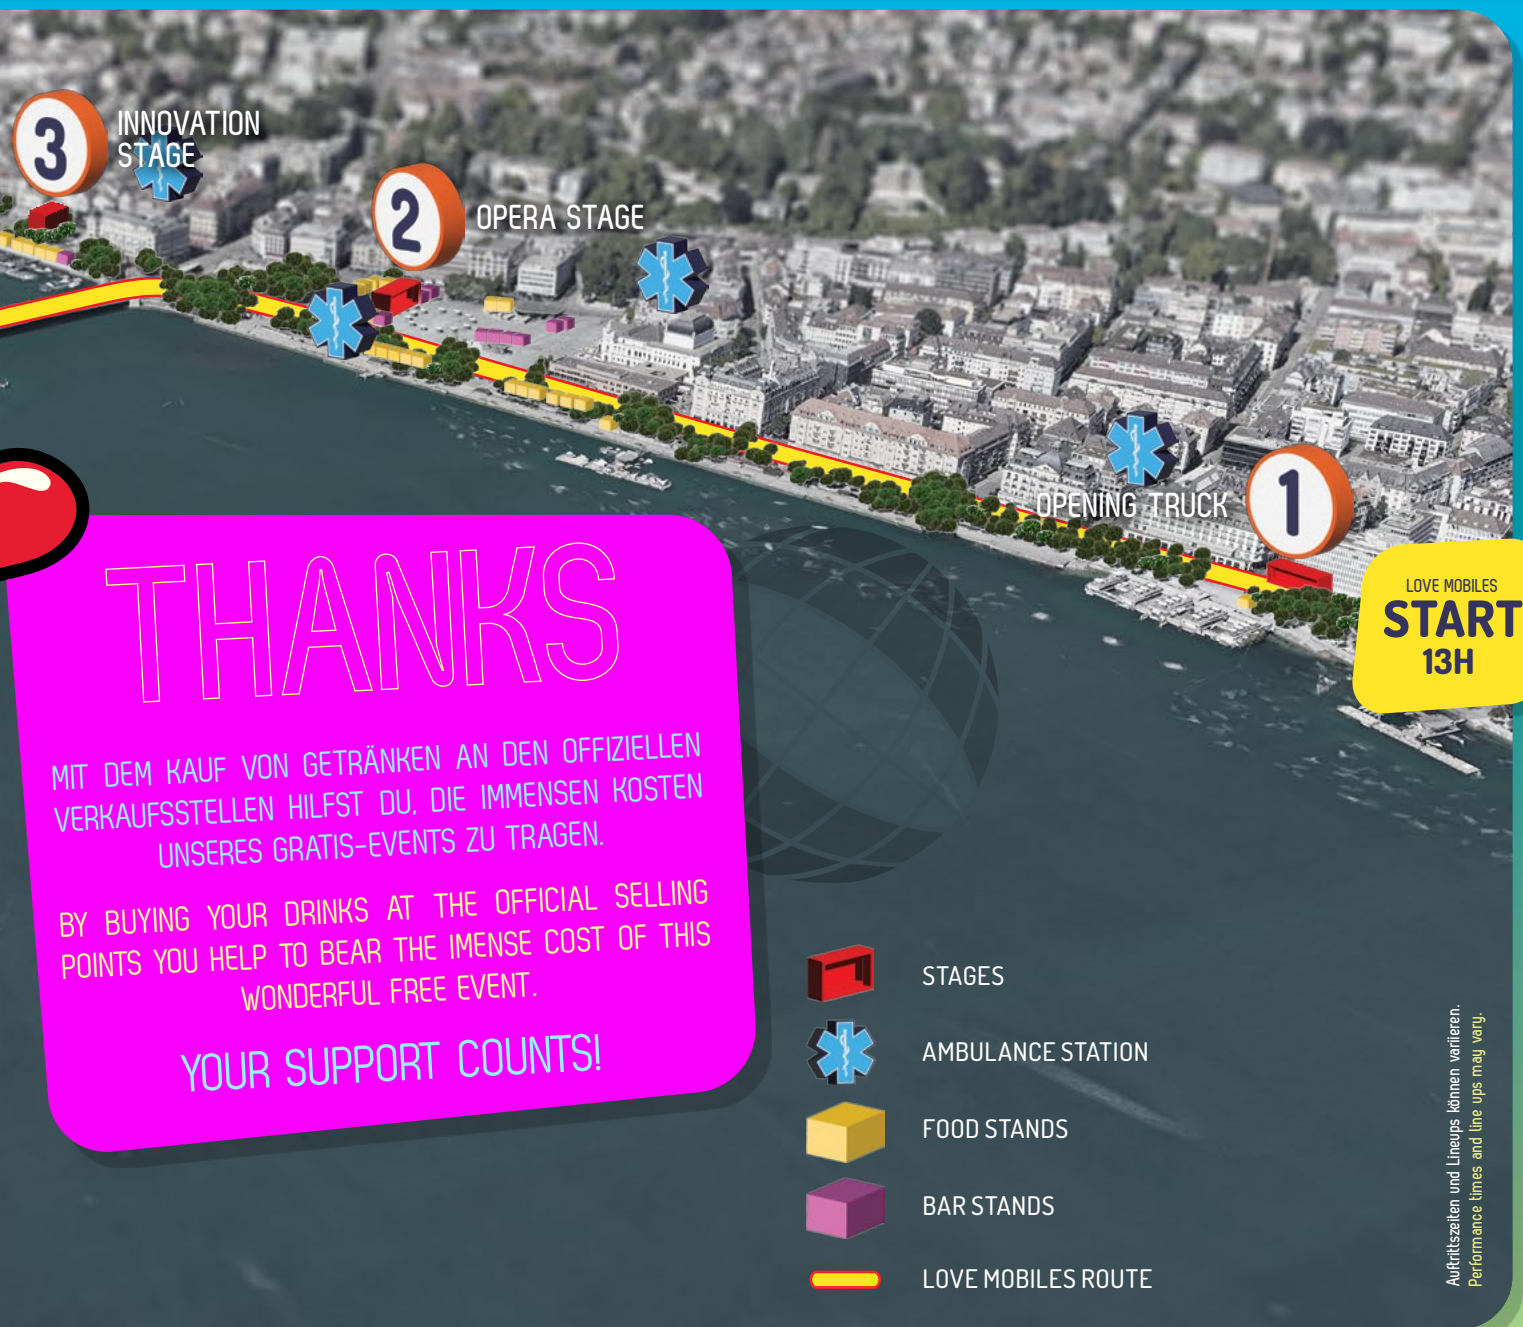 3
INNOVATION
STAGE
2
OPERA STAGE
OPENING TRUCK
1
LOVE MOBILES
START
13H
THANKS
MIT DEM KAUF VON GETRÄNKEN AN DEN OFFIZIELLEN
VERKAUFSSTELLEN HILFST DU, DIE IMMENSEN KOSTEN
UNSERES GRATIS-EVENTS ZU TRAGEN.
BY BUYING YOUR DRINKS AT THE OFFICIAL SELLING
POINTS YOU HELP TO BEAR THE IMENSE COST OF THIS
WONDERFUL FREE EVENT.
YOUR SUPPORT COUNTS!
STAGES
AMBULANCE STATION
FOOD STANDS
BAR STANDS
LOVE MOBILES ROUTE
Auftrittszeiten und Lineups können variieren.
Performance times and line ups may vary.